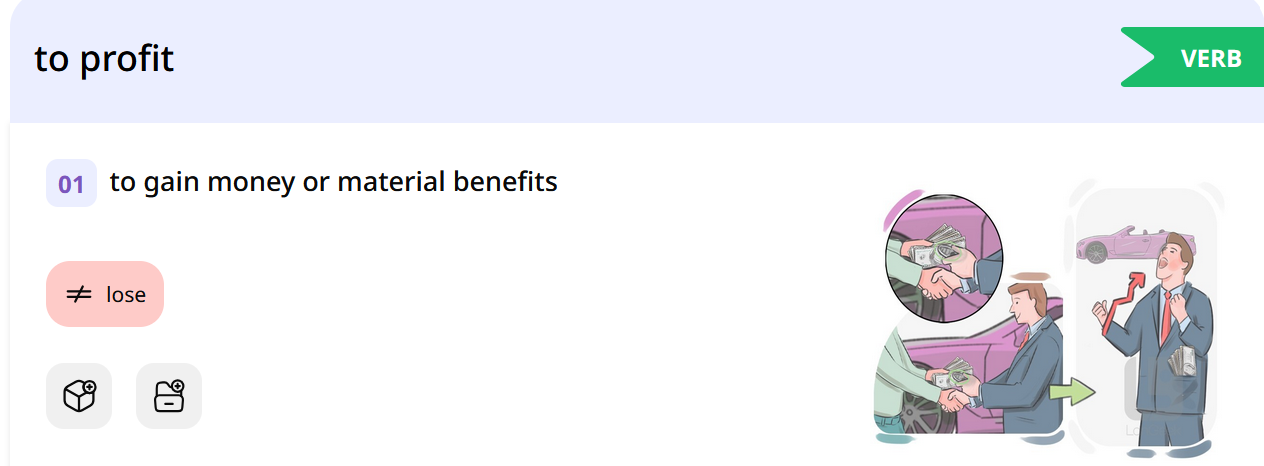 to profit
VERB
01 to gain money or material benefits
≠ lose